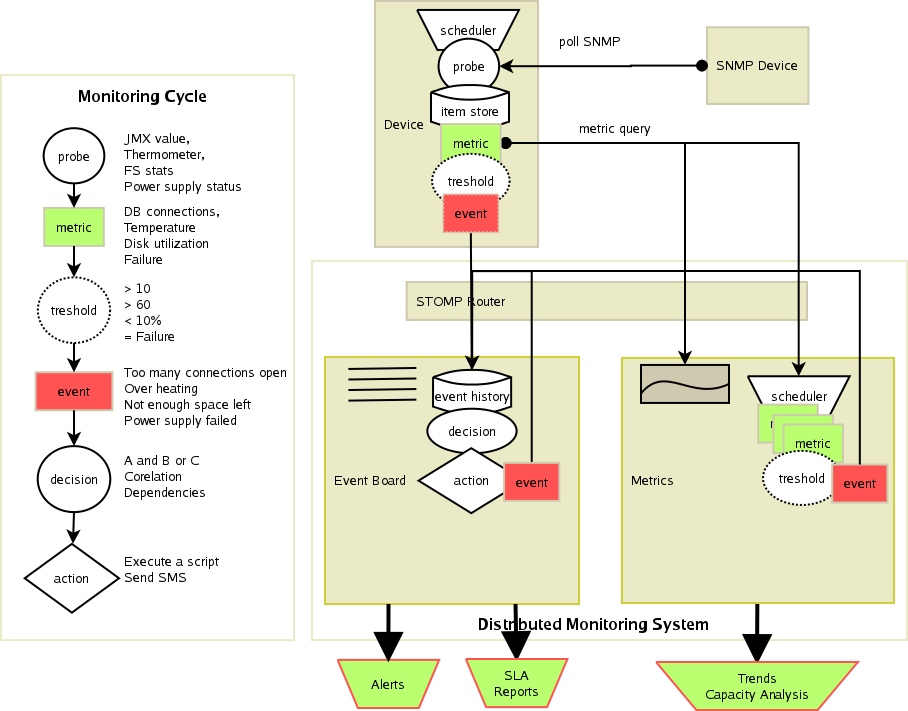 scheduler
poll SNMP
probe
SNMP Device
item store
Device
metric
metric query
treshold
event
Monitoring Cycle
probe
JMX value,
Thermometer,
FS stats
Power supply status
metric
DB connections,
Temperature
Disk utilization
Failure
treshold
> 10
> 60
< 10%
= Failure
event
Too many connections open
Over heating
Not enough space left
Power supply failed
decision
A and B or C
Corelation
Dependencies
action
Execute a script
Send SMS
STOMP Router
event history
decision
Event Board
action
event
scheduler
metric
Metrics
treshold
event
Distributed Monitoring System
Alerts
SLA
Reports
Trends
Capacity Analysis